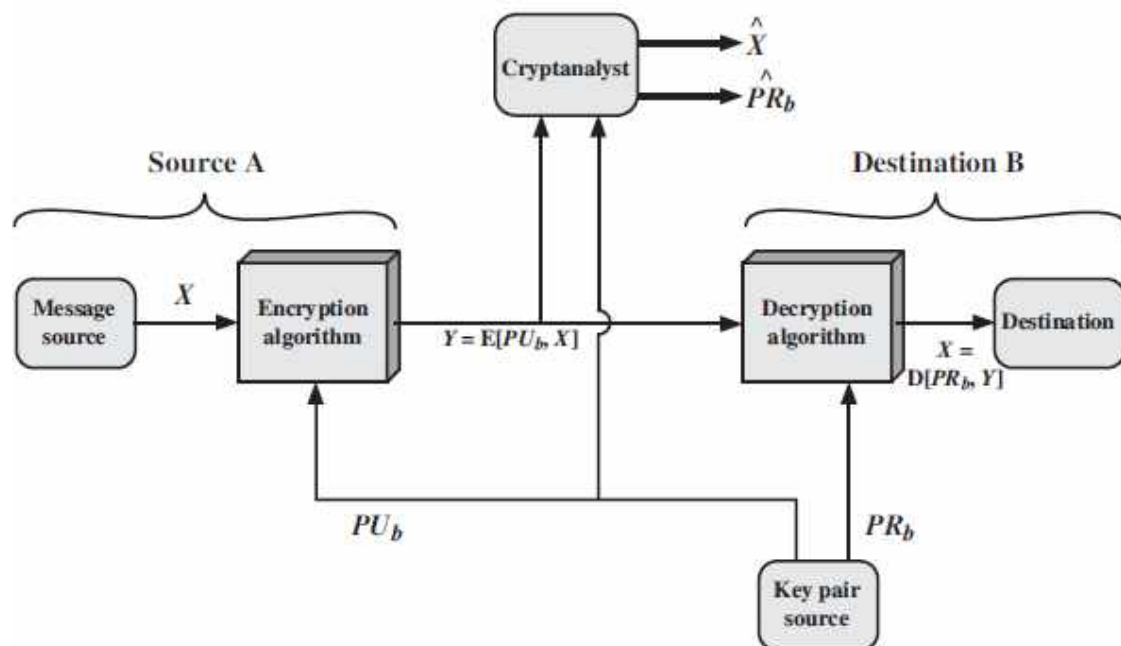 X̂
Cryptanalyst
P̂R_b
Source A
Destination B
Message
source
X
Encryption
algorithm
Y = E[PU_b, X]
Decryption
algorithm
X =
D[PR_b, Y]
Destination
PU_b
PR_b
Key pair
source